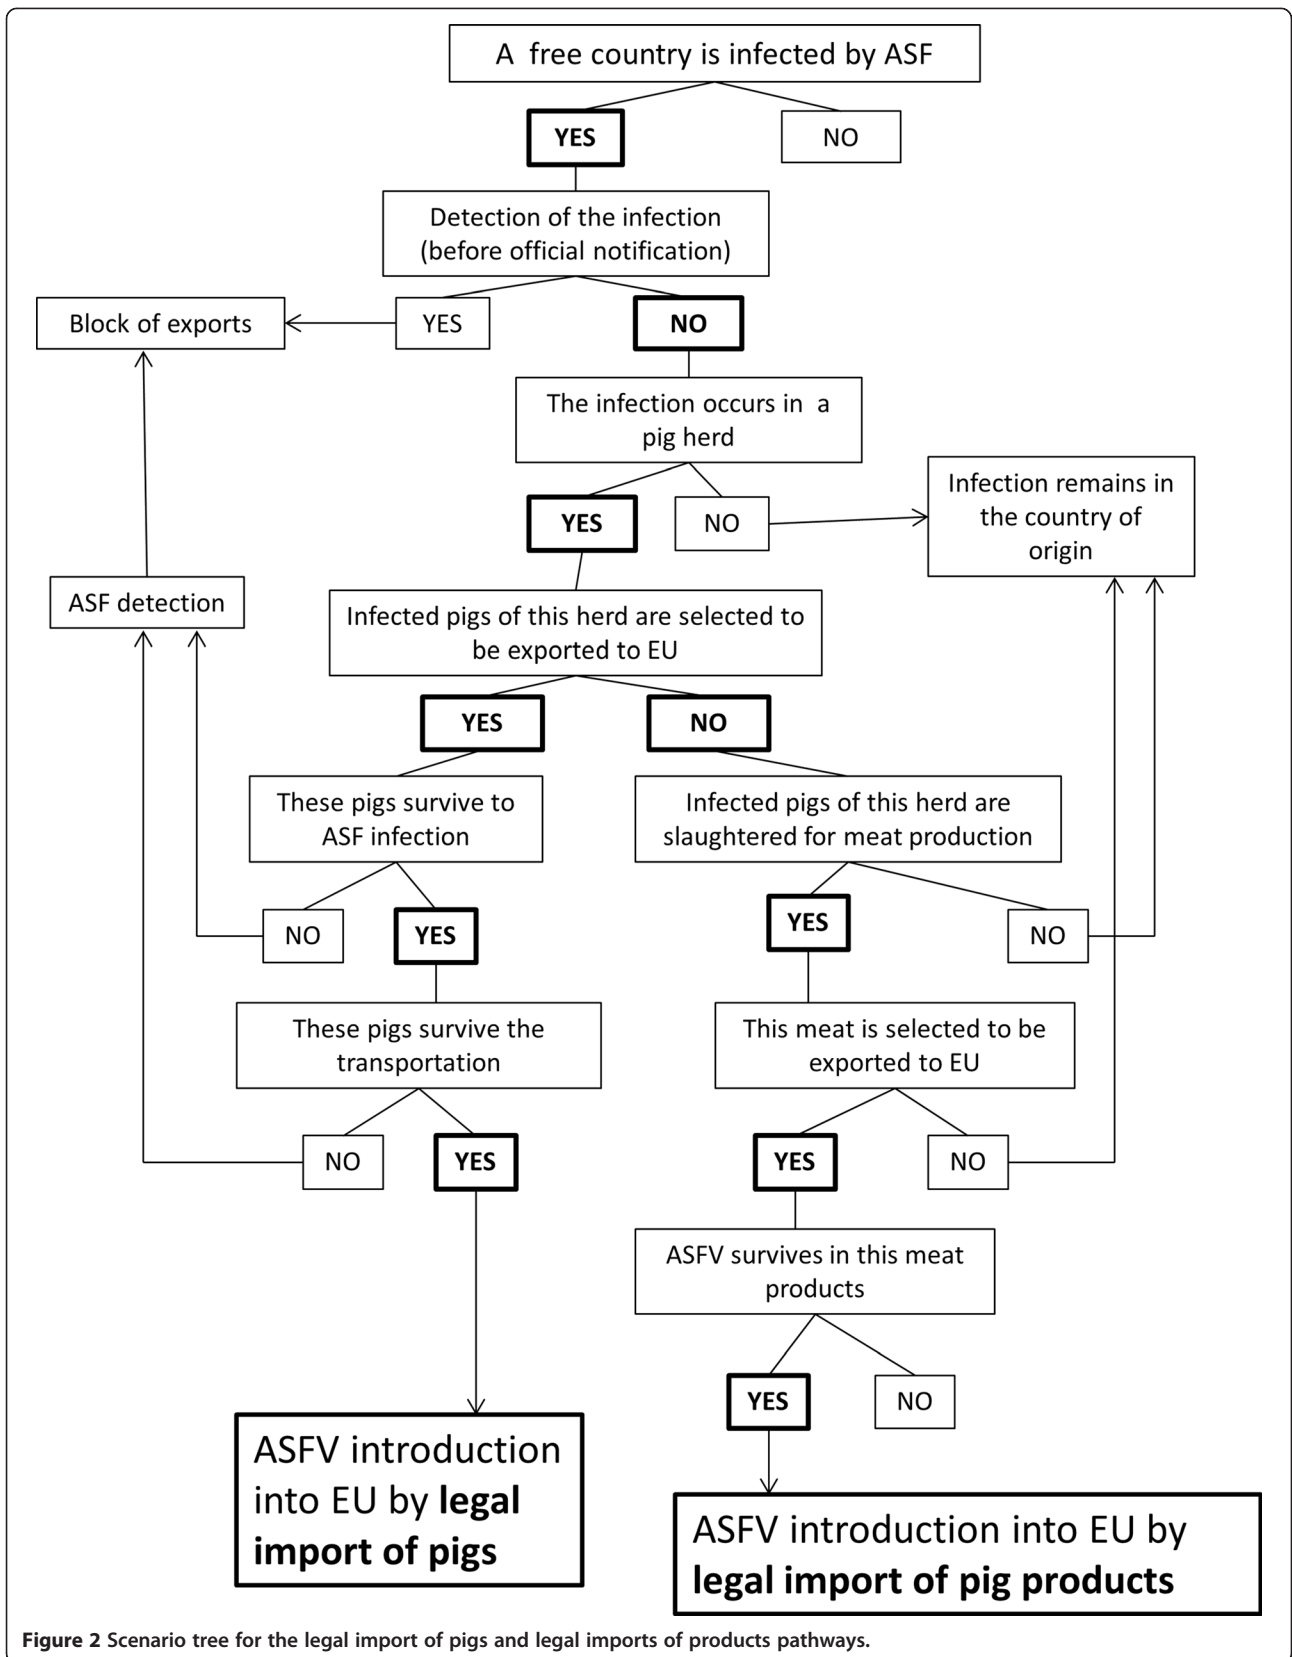 A  free country is infected by ASF
YES
NO
Detection of the infection
(before official notification)
Block of exports
YES
NO
The infection occurs in  a
pig herd
YES
NO
Infection remains in
the country of
origin
ASF detection
Infected pigs of this herd are selected to
be exported to EU
YES
NO
These pigs survive to
ASF infection
Infected pigs of this herd are
slaughtered for meat production
NO
YES
YES
NO
These pigs survive the
transportation
This meat is selected to be
exported to EU
NO
YES
YES
NO
ASFV survives in this meat
products
YES
NO
ASFV introduction
into EU by legal
import of pigs
ASFV introduction into EU by
legal import of pig products
Figure 2 Scenario tree for the legal import of pigs and legal imports of products pathways.